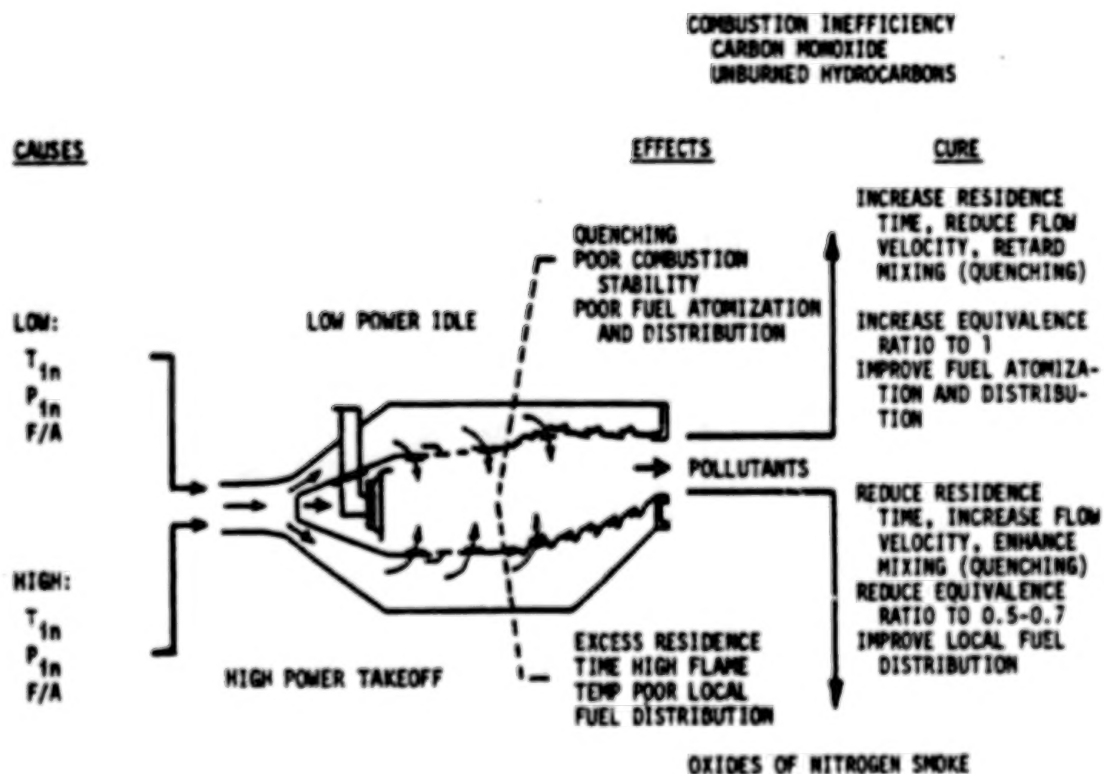 COMBUSTION INEFFICIENCY
CARBON MONOXIDE
UNBURNED HYDROCARBONS
CAUSES
EFFECTS
CURE
LOW:
T_in
P_in
F/A
LOW POWER IDLE
QUENCHING
POOR COMBUSTION
STABILITY
POOR FUEL ATOMIZATION
AND DISTRIBUTION
INCREASE RESIDENCE
TIME, REDUCE FLOW
VELOCITY, RETARD
MIXING (QUENCHING)
INCREASE EQUIVALENCE
RATIO TO 1
IMPROVE FUEL ATOMIZA-
TION AND DISTRIBU-
TION
POLLUTANTS
HIGH:
T_in
P_in
F/A
HIGH POWER TAKEOFF
EXCESS RESIDENCE
TIME HIGH FLAME
TEMP POOR LOCAL
FUEL DISTRIBUTION
REDUCE RESIDENCE
TIME, INCREASE FLOW
VELOCITY, ENHANCE
MIXING (QUENCHING)
REDUCE EQUIVALENCE
RATIO TO 0.5-0.7
IMPROVE LOCAL FUEL
DISTRIBUTION
OXIDES OF NITROGEN SMOKE